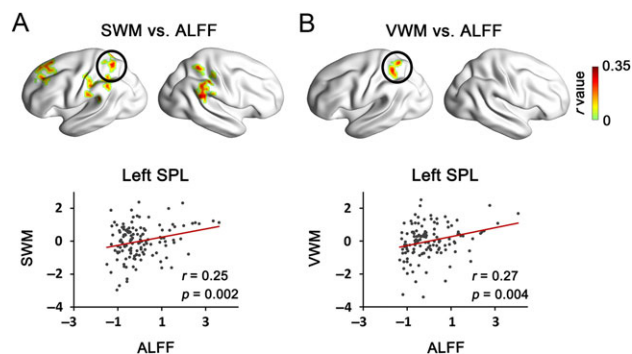 A
SWM vs. ALFF
B
VWM vs. ALFF
0.35
r value
0
Left SPL
2
0
−2
−4
SWM
r = 0.25
p = 0.002
−3
−1
1
3
ALFF
Left SPL
2
0
−2
−4
VWM
r = 0.27
p = 0.004
−3
−1
1
3
ALFF